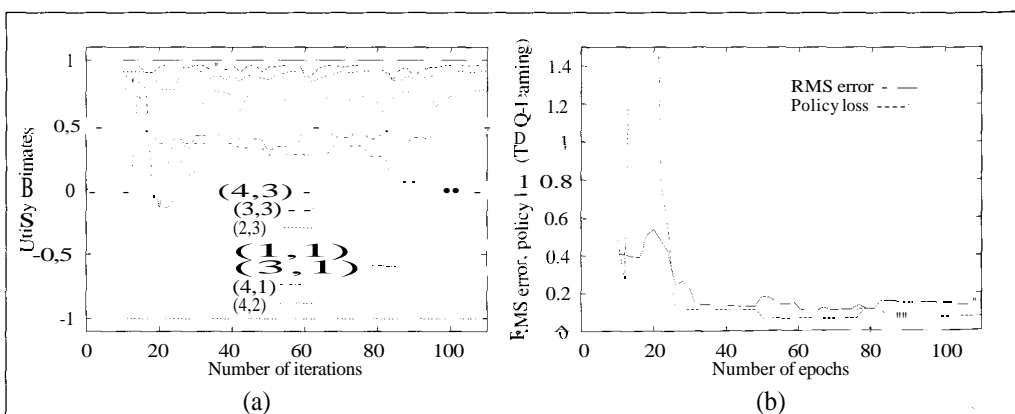 1
0,5
0
-0,5
-1
(4,3)
(3,3)
(2,3)
(1,1)
(3,1)
(4,1)
(4,2)
0 20 40 60 80 100
Number of iterations
(a)
1.4
1.2
1
0.8
0.6
0.4
0.2
0
RMS error
Policy loss
0 20 40 60 80 100
Number of epochs
(b)